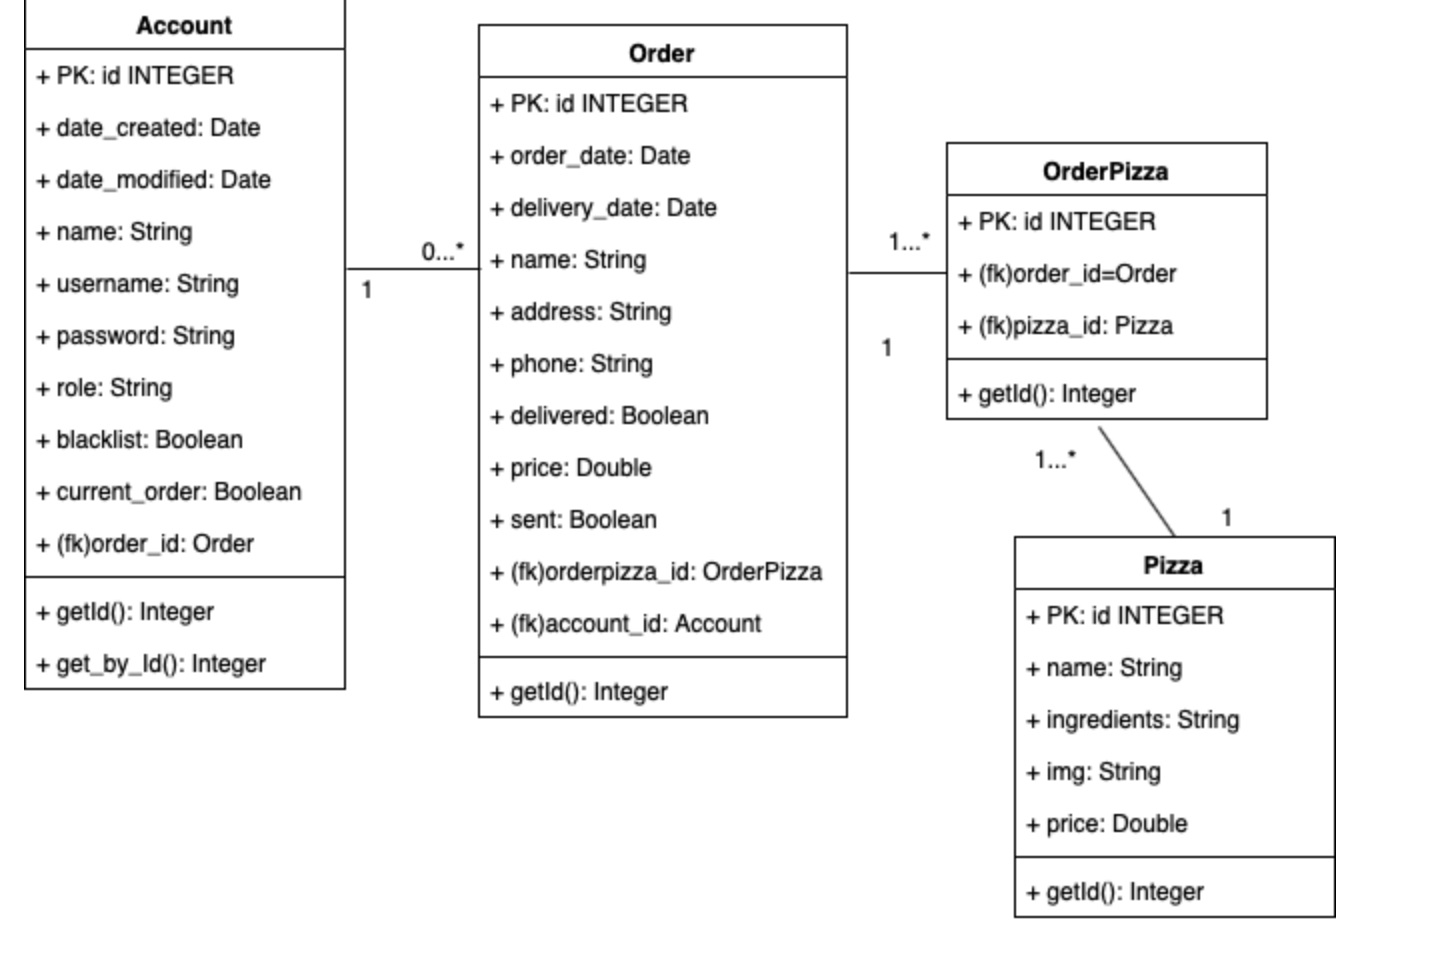 Account
+ PK: id INTEGER
+ date_created: Date
+ date_modified: Date
+ name: String
+ username: String
+ password: String
+ role: String
+ blacklist: Boolean
+ current_order: Boolean
+ (fk)order_id: Order
+ getId(): Integer
+ get_by_Id(): Integer
0...*
1
Order
+ PK: id INTEGER
+ order_date: Date
+ delivery_date: Date
+ name: String
+ address: String
+ phone: String
+ delivered: Boolean
+ price: Double
+ sent: Boolean
+ (fk)orderpizza_id: OrderPizza
+ (fk)account_id: Account
+ getId(): Integer
1...*
1
OrderPizza
+ PK: id INTEGER
+ (fk)order_id=Order
+ (fk)pizza_id: Pizza
+ getId(): Integer
1...*
1
Pizza
+ PK: id INTEGER
+ name: String
+ ingredients: String
+ img: String
+ price: Double
+ getId(): Integer